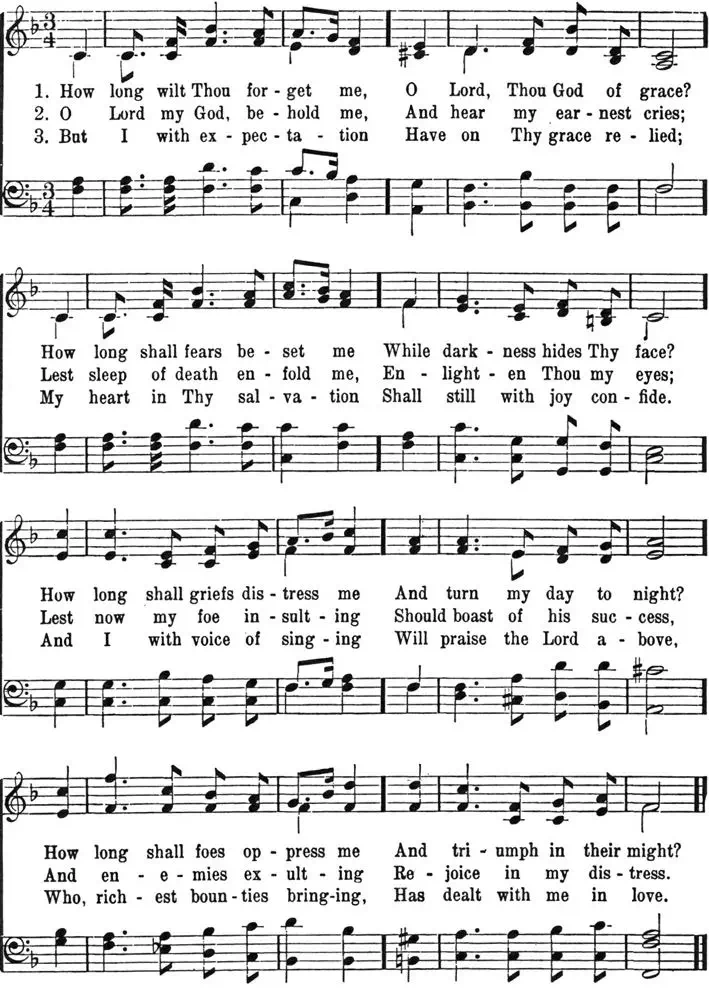 1. How long wilt Thou for - get me, O Lord, Thou God of grace?
2. O Lord my God, be - hold me, And hear my ear - nest cries;
3. But I with ex - pec - ta - tion Have on Thy grace re - lied;
How long shall fears be - set me While dark - ness hides Thy face?
Lest sleep of death en - fold me, En - light - en Thou my eyes;
My heart in Thy sal - va - tion Shall still with joy con - fide.
How long shall griefs dis - tress me And turn my day to night?
Lest now my foe in - sult - ing Should boast of his suc - cess,
And I with voice of sing - ing Will praise the Lord a - bove,
How long shall foes op - press me And tri - umph in their might?
And en - e - mies ex - ult - ing Re - joice in my dis - tress.
Who, rich - est boun - ties bring - ing, Has dealt with me in love.